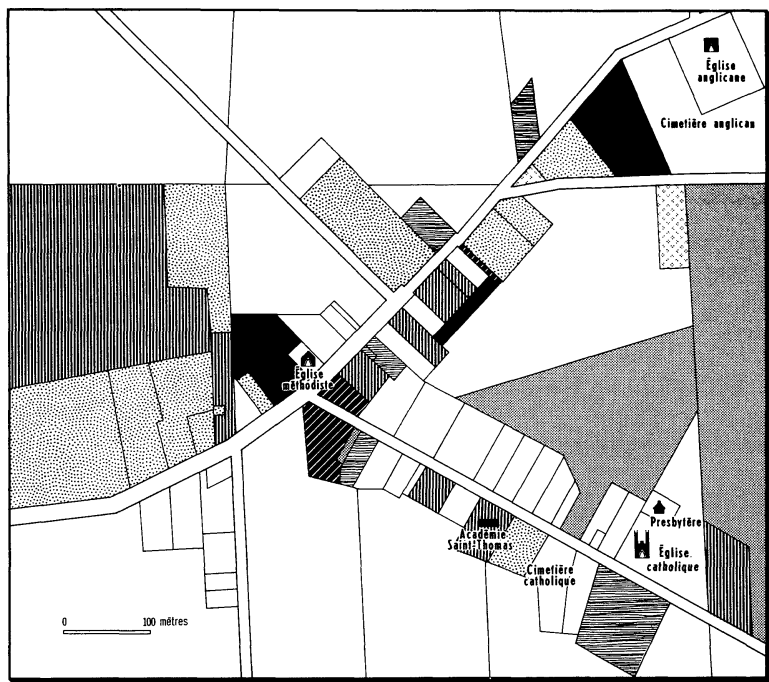 Église
anglicane
Cimetière anglican
Église
méthodiste
Académie
Saint-Thomas
Cimetière
catholique
Presbytère
Église
catholique
0 100 mètres